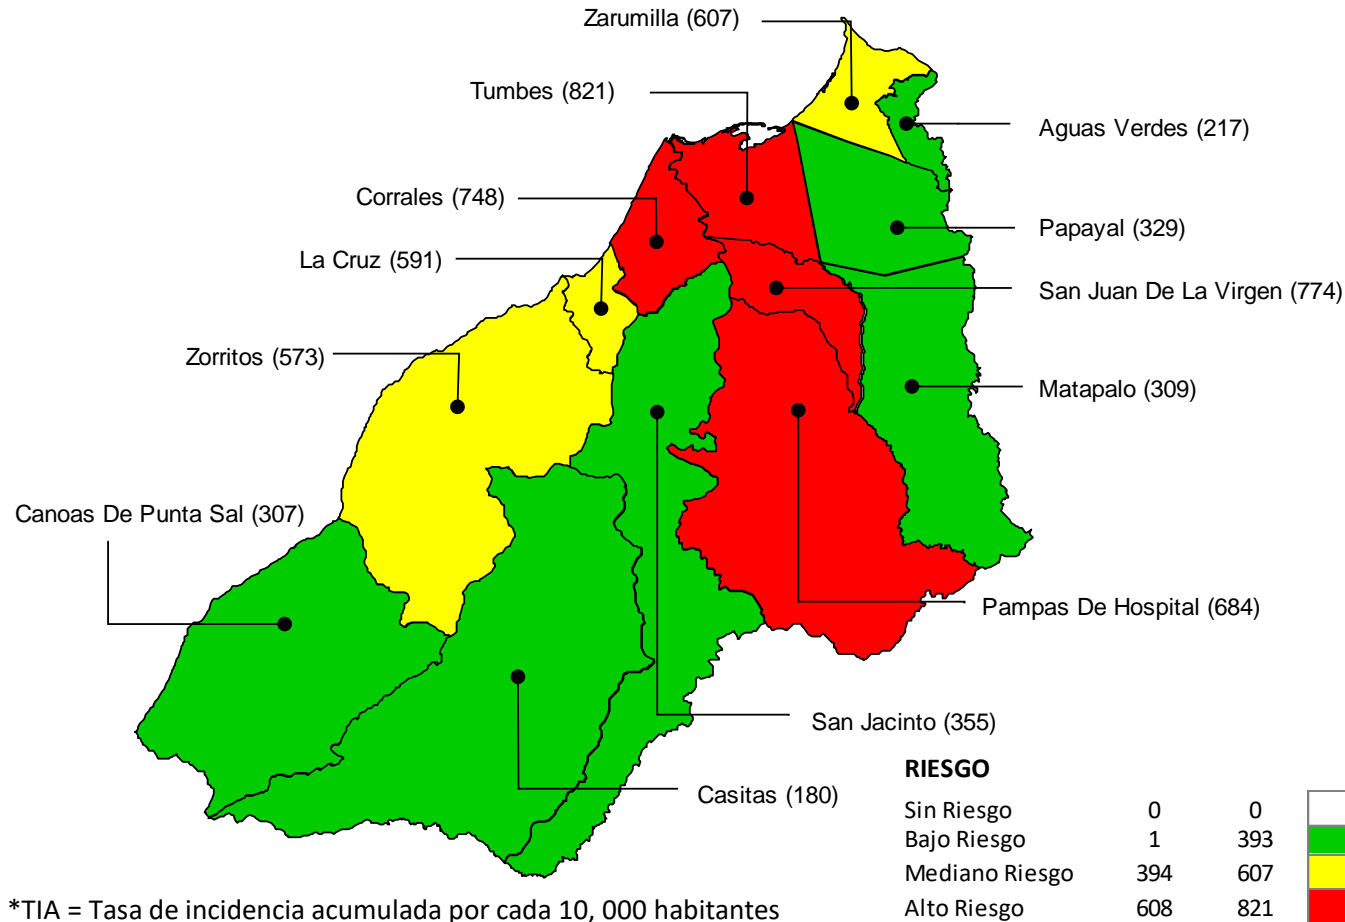 Zarumilla (607)
Tumbes (821)
Aguas Verdes (217)
Corrales (748)
Papayal (329)
La Cruz (591)
San Juan De La Virgen (774)
Zorritos (573)
Matapalo (309)
Canoas De Punta Sal (307)
Pampas De Hospital (684)
San Jacinto (355)
Casitas (180)
RIESGO
Sin Riesgo 0 0
Bajo Riesgo 1 393
Mediano Riesgo 394 607
Alto Riesgo 608 821
*TIA = Tasa de incidencia acumulada por cada 10, 000 habitantes